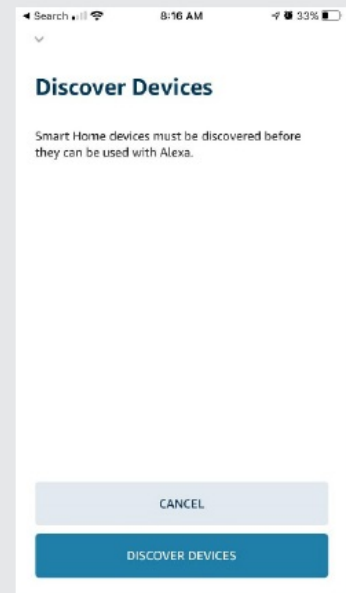 Search
8:16 AM
33%
Discover Devices
Smart Home devices must be discovered before
they can be used with Alexa.
CANCEL
DISCOVER DEVICES